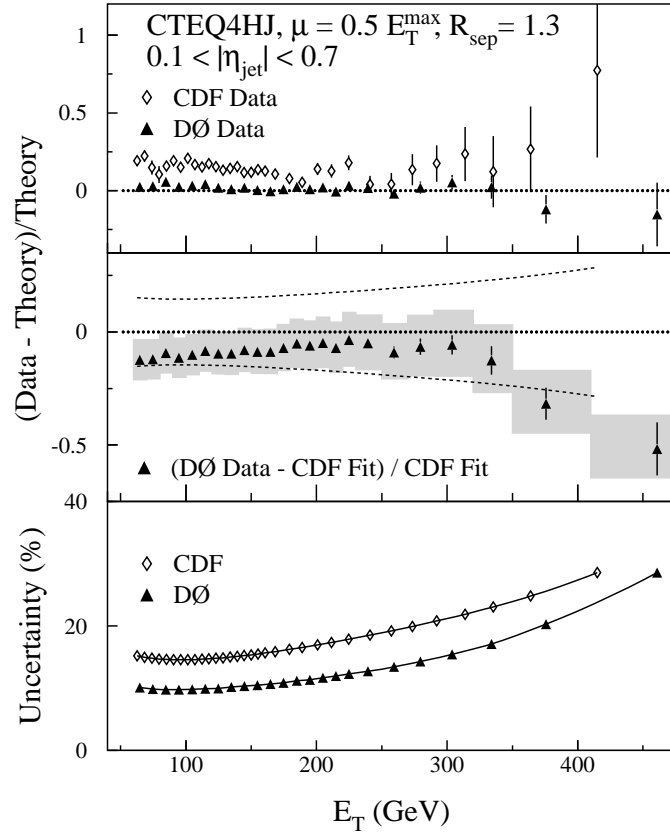 CTEQ4HJ, μ = 0.5 E_T^max, R_sep= 1.3
0.1 < |η_jet| < 0.7
CDF Data
DØ Data
1
0.5
0
(Data - Theory)/Theory
0
-0.5
(DØ Data - CDF Fit) / CDF Fit
40
20
0
Uncertainty (%)
CDF
DØ
100
200
300
400
E_T (GeV)